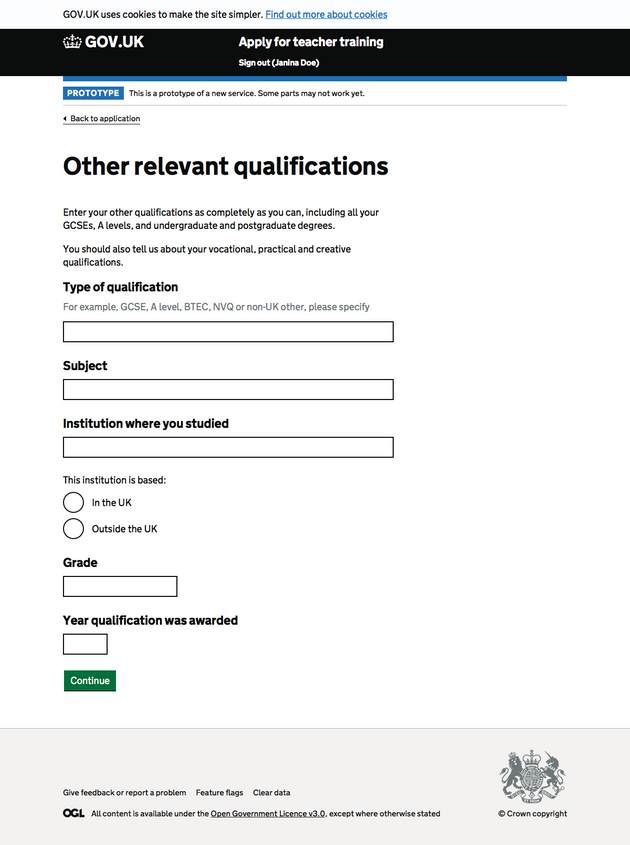 GOV.UK uses cookies to make the site simpler. Find out more about cookies
GOV.UK
Apply for teacher training
Sign out (Janina Doe)
PROTOTYPE This is a prototype of a new service. Some parts may not work yet.
Back to application
Other relevant qualifications
Enter your other qualifications as completely as you can, including all your
GCSEs, A levels, and undergraduate and postgraduate degrees.
You should also tell us about your vocational, practical and creative
qualifications.
Type of qualification
For example, GCSE, A level, BTEC, NVQ or non-UK other, please specify
Subject
Institution where you studied
This institution is based:
In the UK
Outside the UK
Grade
Year qualification was awarded
Continue
Give feedback or report a problem Feature flags Clear data
OGL All content is available under the Open Government Licence v3.0, except where otherwise stated
© Crown copyright